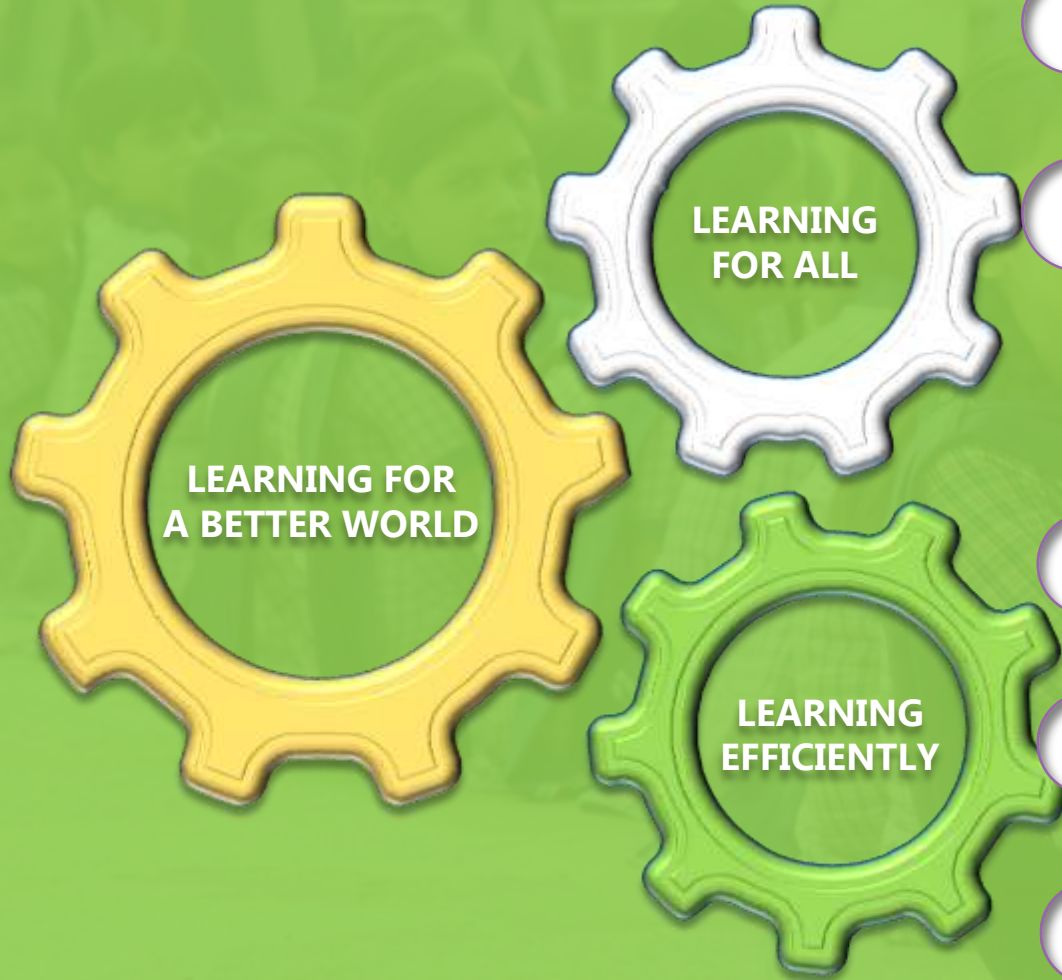 LEARNING
FOR ALL
LEARNING FOR
A BETTER WORLD
LEARNING
EFFICIENTLY